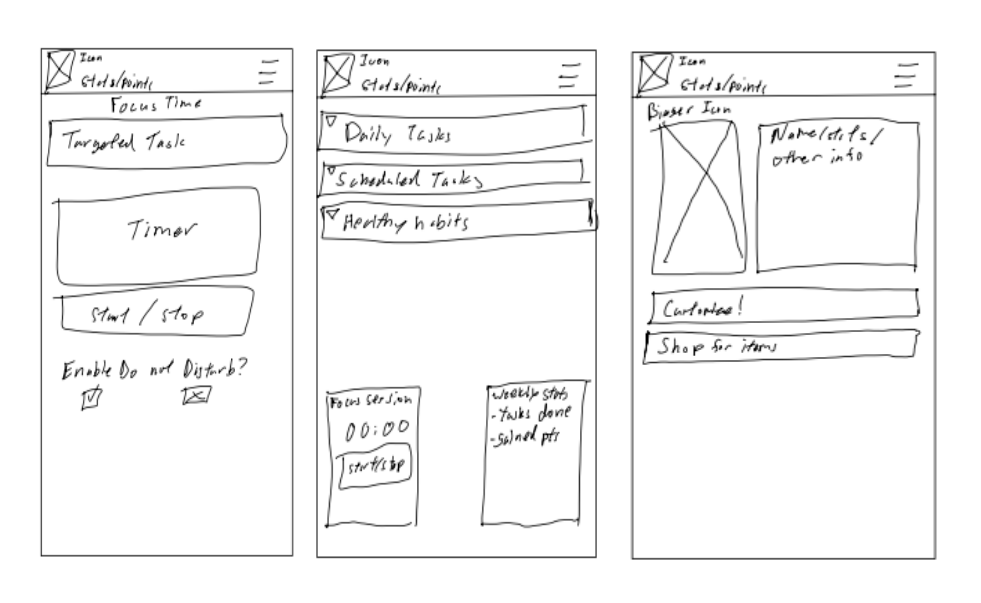 Icon
Stats/points
Focus Time
Targeted Task
Timer
Start / Stop
Enable Do not Disturb?
Icon
Stats/points
Daily Tasks
Scheduled Tasks
Healthy habits
Focus Session
00:00
start/stop
weekly stats
-Tasks done
-gained pts
Icon
Stats/points
Bigger Icon
Name/stats/
other info
Customize!
Shop for items